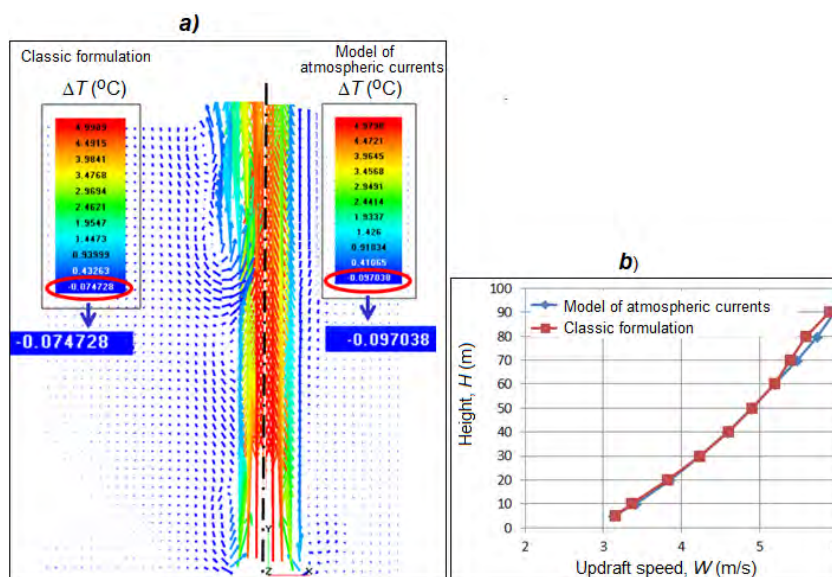 a)
Classic formulation
ΔT (ºC)
Model of
atmospheric currents
ΔT (ºC)
4.9989
4.4915
3.9841
3.4768
2.9694
2.4621
1.9547
1.4473
0.93999
0.43263
-0.074728
-0.074728
4.9798
4.4721
3.9645
3.4568
2.9491
2.4414
1.9337
1.426
0.91834
0.41065
-0.097038
-0.097038
Y
Z
X
b)
Model of atmospheric currents
Classic formulation
Height, H (m)
100
90
80
70
60
50
40
30
20
10
0
2
3
4
5
Updraft speed, W (m/s)